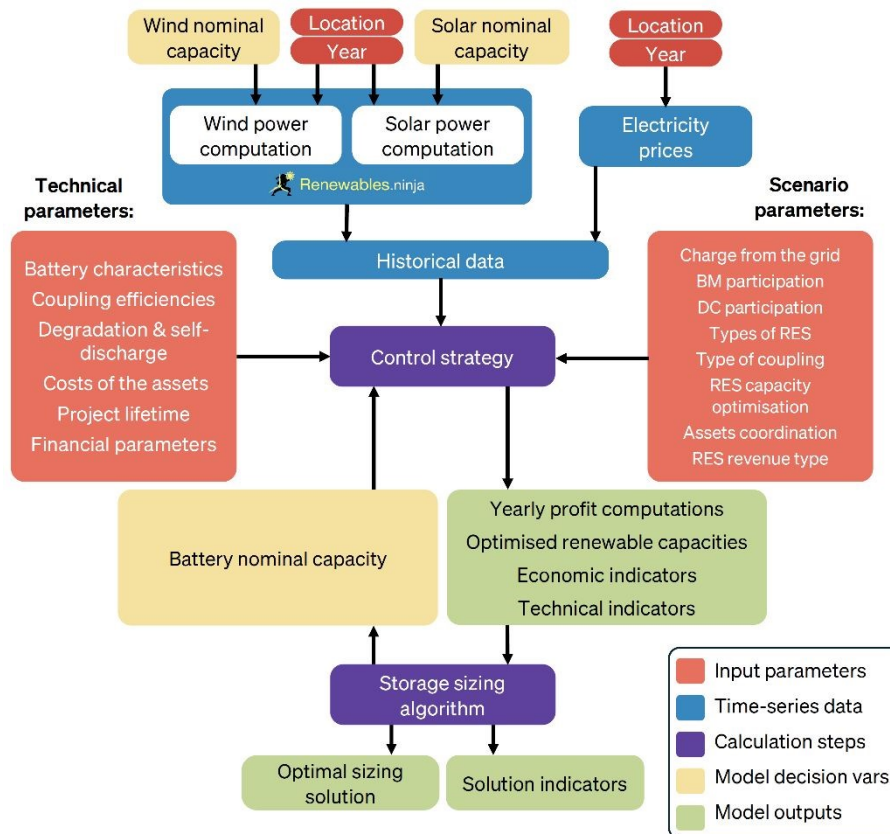 Wind nominal
capacity
Location
Year
Solar nominal
capacity
Location
Year
Wind power
computation
Solar power
computation
Renewables.ninja
Electricity
prices
Technical
parameters:
Scenario
parameters:
Historical data
Battery characteristics
Coupling efficiencies
Degradation & self-
discharge
Costs of the assets
Project lifetime
Financial parameters
Control strategy
Charge from the grid
BM participation
DC participation
Types of RES
Type of coupling
RES capacity
optimisation
Assets coordination
RES revenue type
Battery nominal capacity
Yearly profit computations
Optimised renewable capacities
Economic indicators
Technical indicators
Storage sizing
algorithm
Optimal sizing
solution
Solution indicators
Input parameters
Time-series data
Calculation steps
Model decision vars
Model outputs